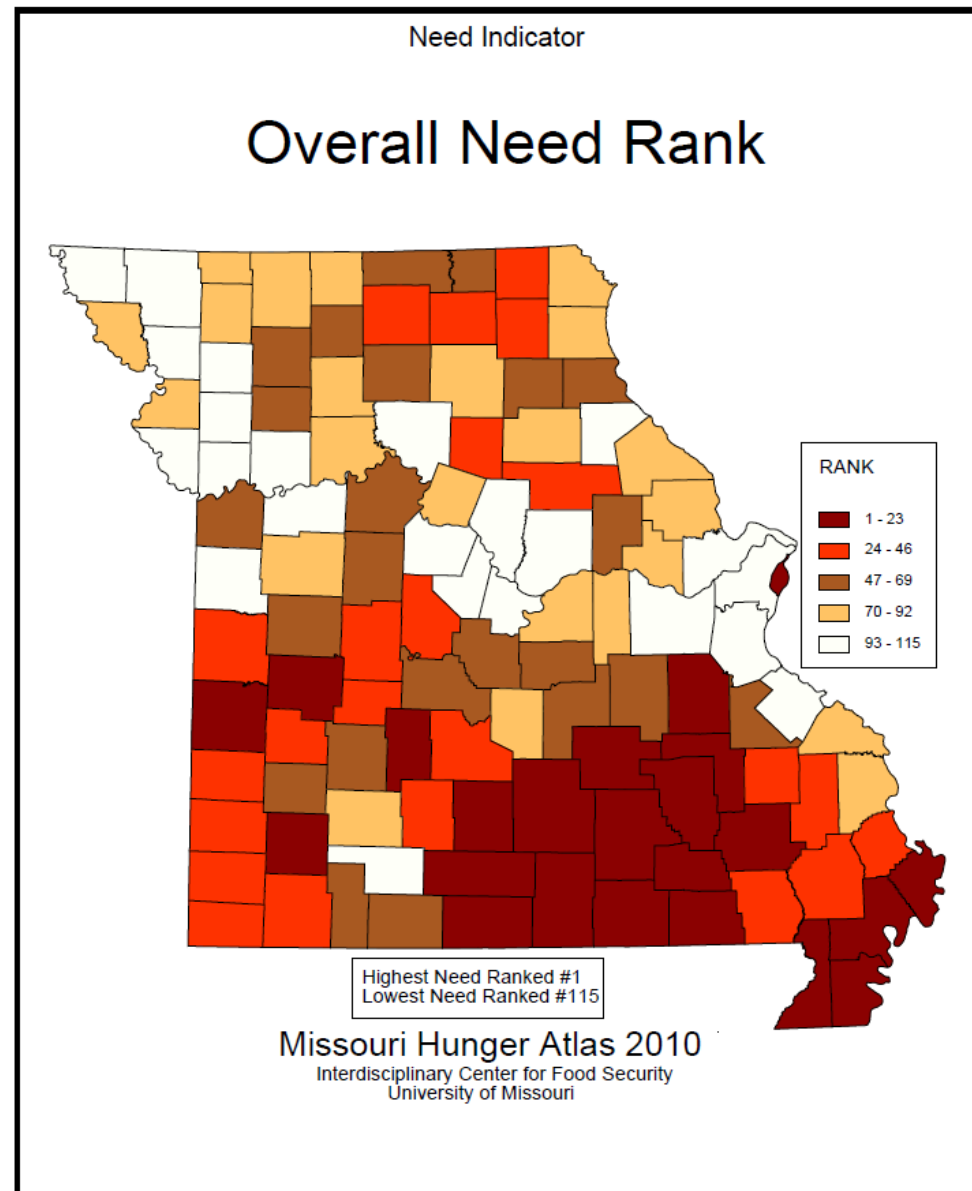 Need Indicator
Overall Need Rank
RANK
1 - 23
24 - 46
47 - 69
70 - 92
93 - 115
Highest Need Ranked #1
Lowest Need Ranked #115
Missouri Hunger Atlas 2010
Interdisciplinary Center for Food Security
University of Missouri